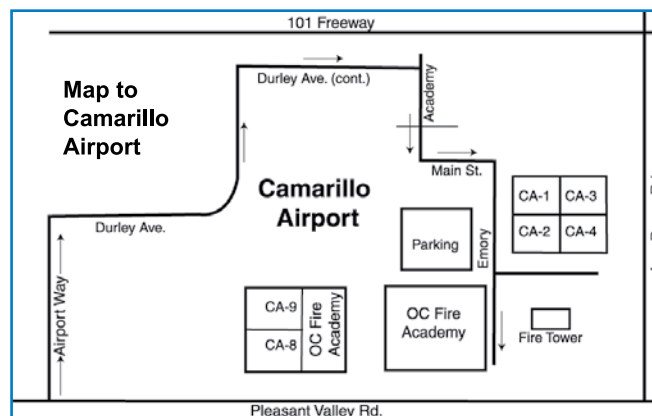 101 Freeway
Map to
Camarillo
Airport
Durley Ave. (cont.)
Academy
Main St.
Camarillo
Airport
Durley Ave.
CA-1 CA-3
CA-2 CA-4
Parking
Emory
Airport Way
CA-9
CA-8
OC Fire
Academy
OC Fire
Academy
Fire Tower
Pleasant Valley Rd.